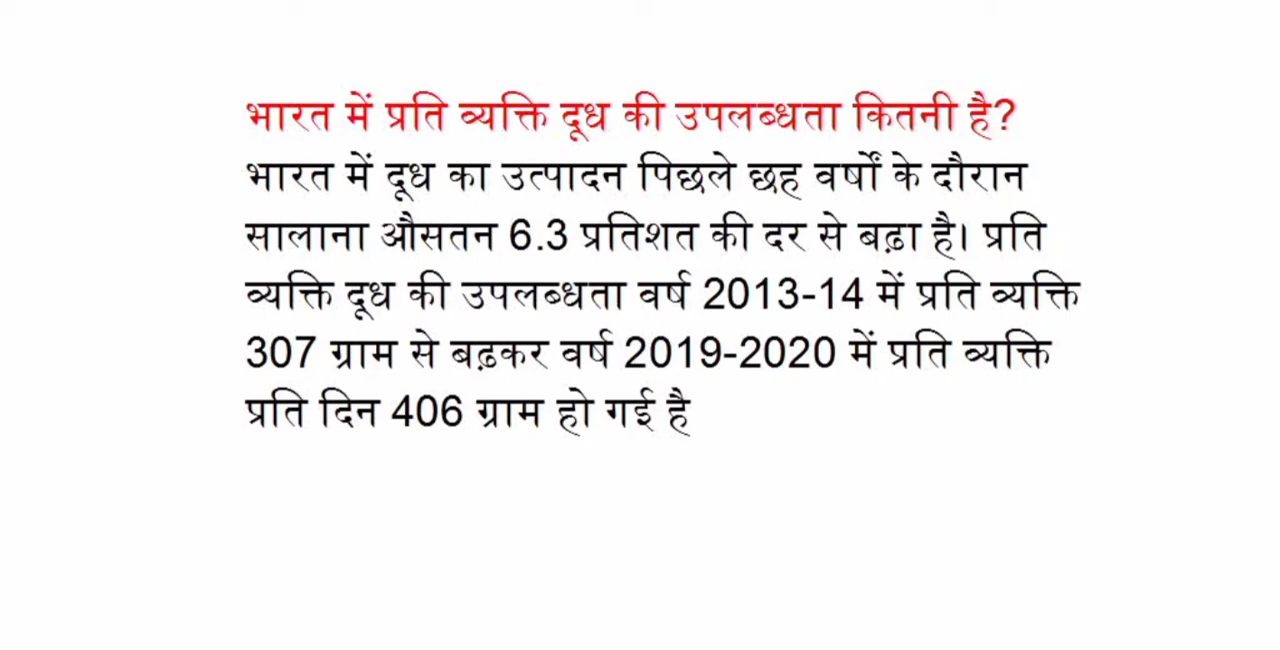 भारत में प्रति व्यक्ति दूध की उपलब्धता कितनी है?
भारत में दूध का उत्पादन पिछले छह वर्षों के दौरान
सालाना औसतन 6.3 प्रतिशत की दर से बढ़ा है। प्रति
व्यक्ति दूध की उपलब्धता वर्ष 2013-14 में प्रति व्यक्ति
307 ग्राम से बढ़कर वर्ष 2019-2020 में प्रति व्यक्ति
प्रति दिन 406 ग्राम हो गई है